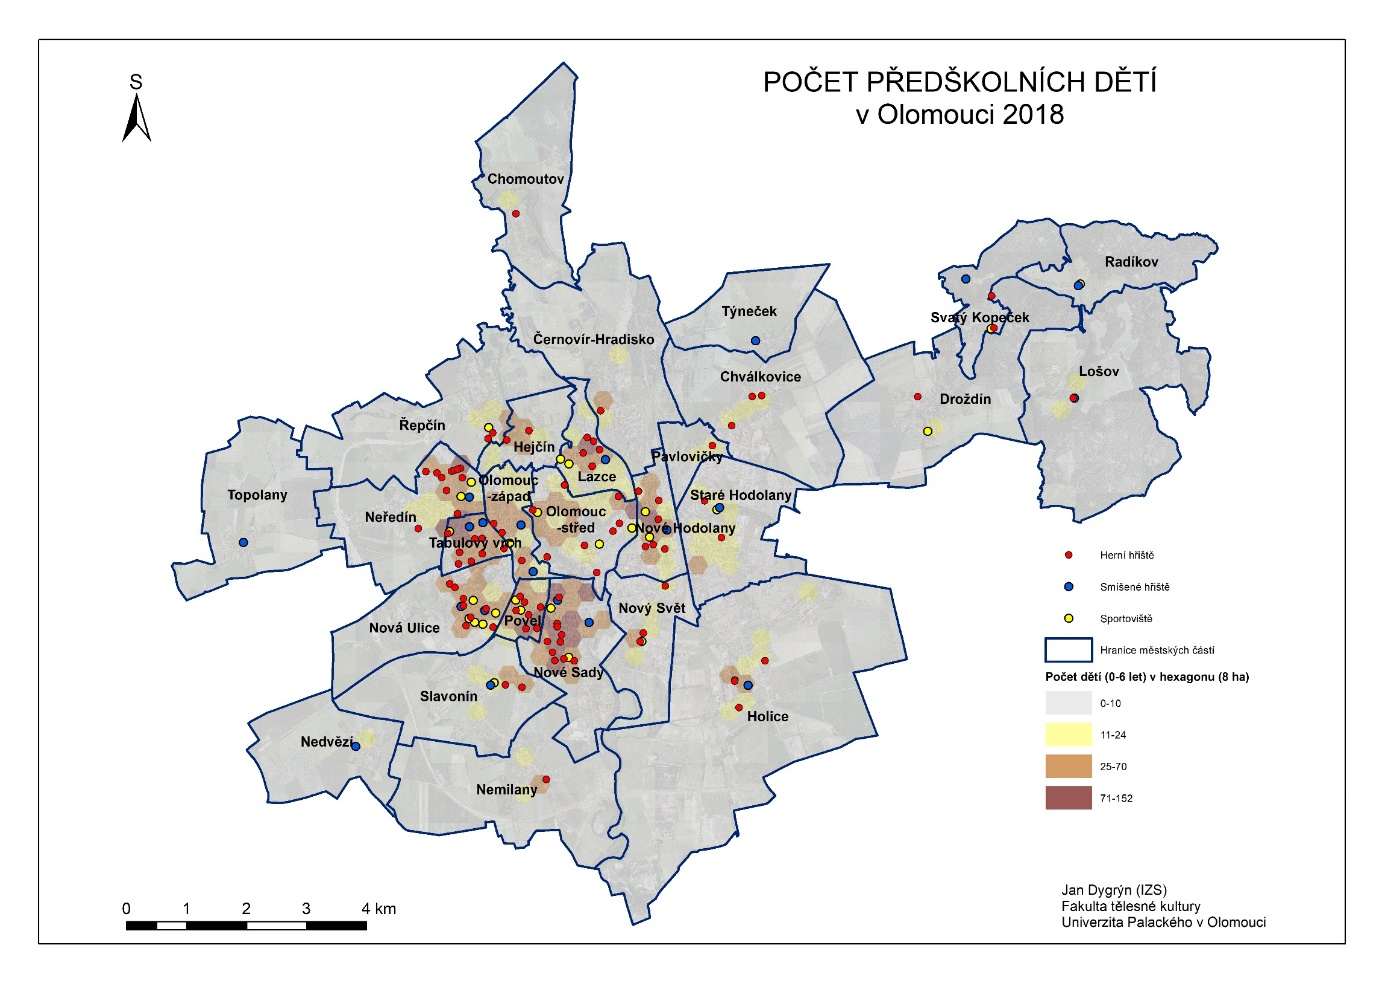 POČET PŘEDŠKOLNÍCH DĚTÍ
v Olomouci 2018
S
Chomoutov
Radíkov
Týneček
Svatý Kopeček
Černovír-Hradisko
Chválkovice
Lošov
Droždín
Řepčín
Hejčín
Pavlovičky
Lazce
Olomouc
-západ
Topolany
Staré Hodolany
Neředín
Olomouc
-střed
Nové Hodolany
Tabulový vrch
Nový Svět
Povel
Nová Ulice
Nové Sady
Slavonín
Holice
Nedvězí
Nemilany
Herní hřiště
Smíšené hřiště
Sportoviště
Hranice městských částí
Počet dětí (0-6 let) v hexagonu (8 ha)
0-10
11-24
25-70
71-152
Jan Dygrýn (IZS)
Fakulta tělesné kultury
Univerzita Palackého v Olomouci
0 1 2 3 4 km